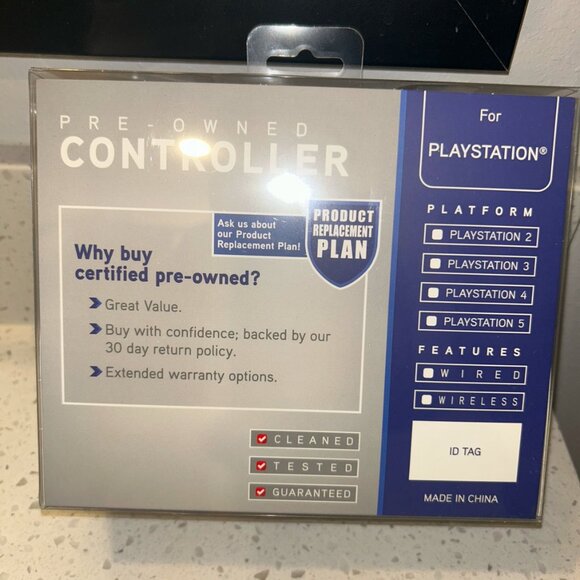 PRE-OWNED
CONTROLLER
Ask us about
our Product
Replacement Plan!
PRODUCT
REPLACEMENT
PLAN
Why buy
certified pre-owned?
Great Value.
Buy with confidence; backed by our
30 day return policy.
Extended warranty options.
CLEANED
TESTED
GUARANTEED
For
PLAYSTATION®
PLATFORM
PLAYSTATION 2
PLAYSTATION 3
PLAYSTATION 4
PLAYSTATION 5
FEATURES
WIRED
WIRELESS
ID TAG
MADE IN CHINA